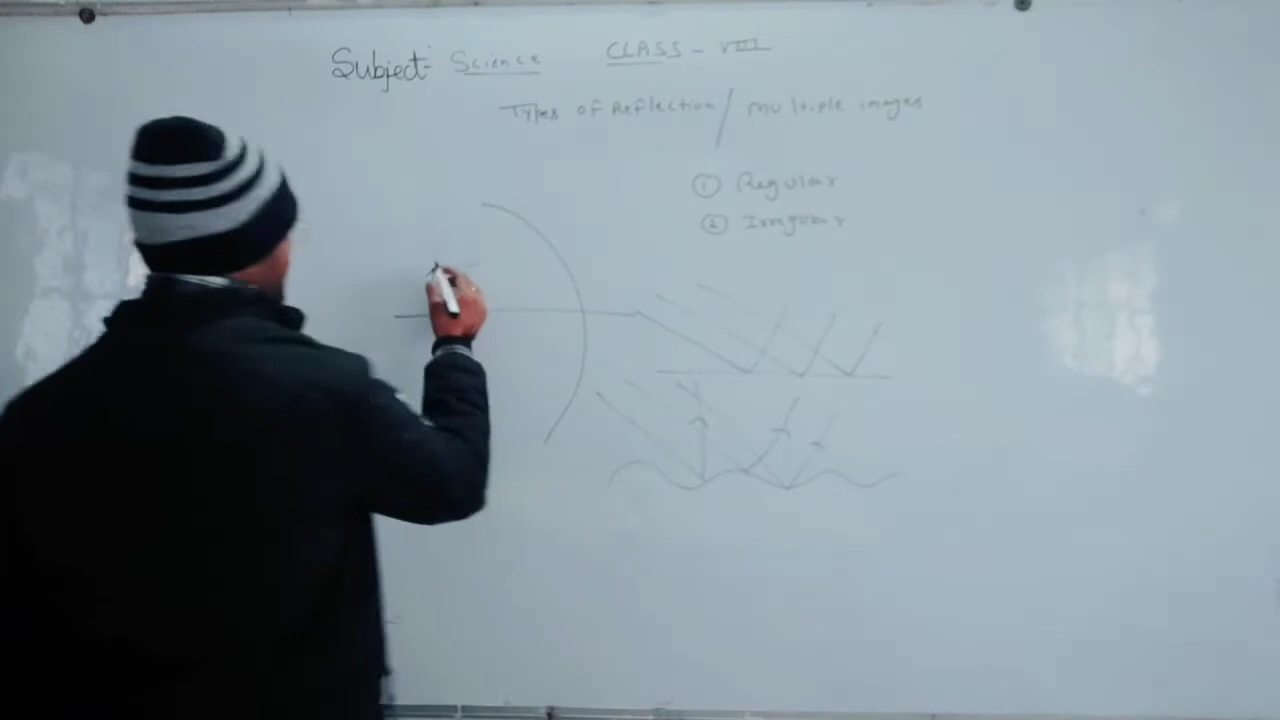 Subject:- Science CLASS - VIII
Types of Reflection / multiple images
① Regular
② Irregular